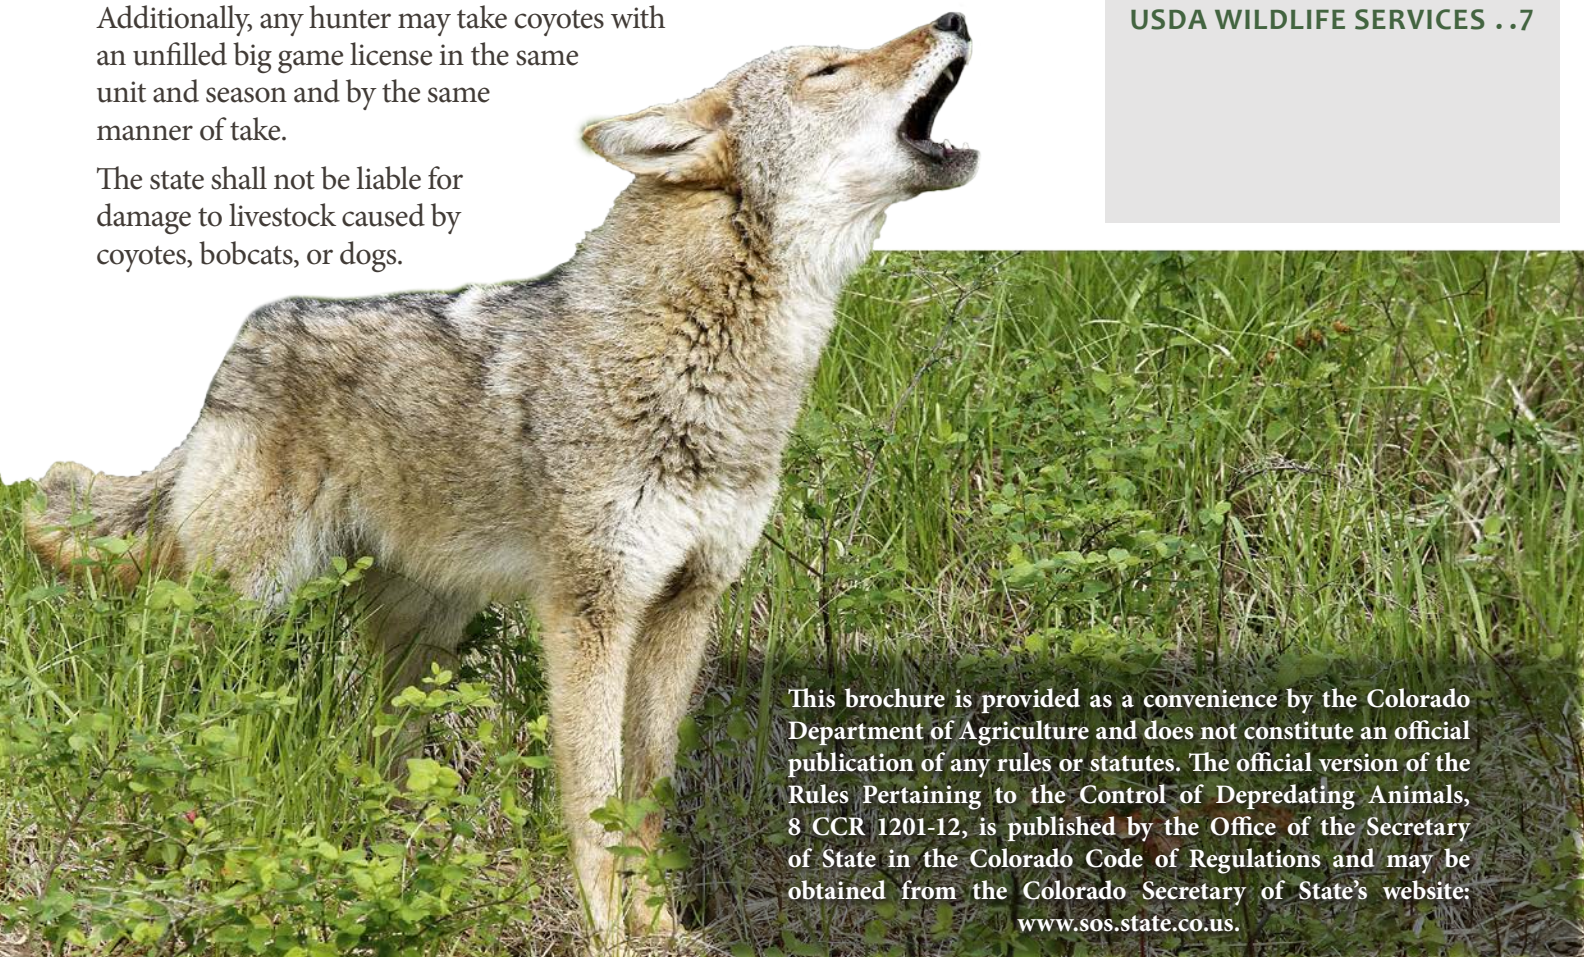 Additionally, any hunter may take coyotes with
an unfilled big game license in the same
unit and season and by the same
manner of take.
The state shall not be liable for
damage to livestock caused by
coyotes, bobcats, or dogs.
USDA WILDLIFE SERVICES . .7
This brochure is provided as a convenience by the Colorado
Department of Agriculture and does not constitute an official
publication of any rules or statutes. The official version of the
Rules Pertaining to the Control of Depredating Animals,
8 CCR 1201-12, is published by the Office of the Secretary
of State in the Colorado Code of Regulations and may be
obtained from the Colorado Secretary of State’s website:
www.sos.state.co.us.